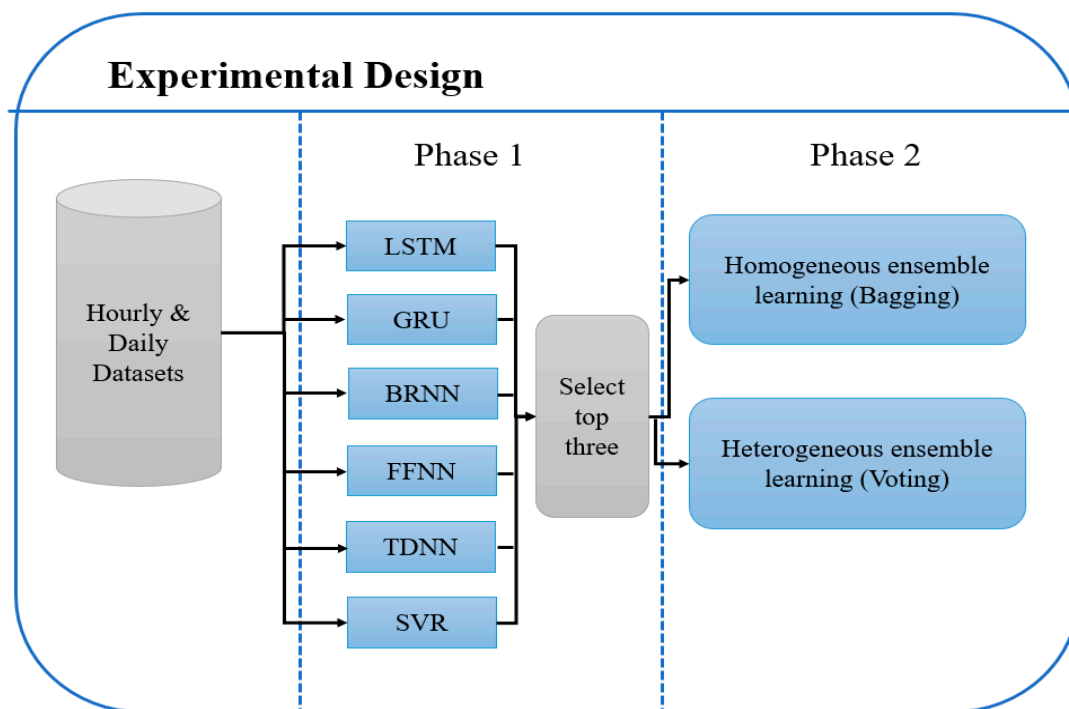 Experimental Design
Phase 1
Phase 2
Hourly &
Daily
Datasets
LSTM
GRU
BRNN
FFNN
TDNN
SVR
Select
top
three
Homogeneous ensemble
learning (Bagging)
Heterogeneous ensemble
learning (Voting)